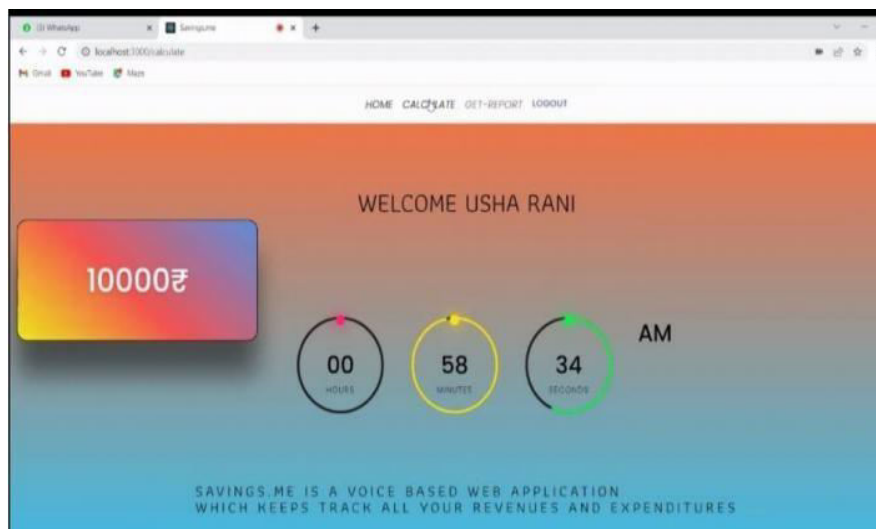 (3) WhatsApp
Savings.me
localhost:3000/calculate
Gmail YouTube Maps
HOME CALCULATE GET-REPORT LOGOUT
WELCOME USHA RANI
10000₹
00 58 34 AM
HOURS MINUTES SECONDS
SAVINGS.ME IS A VOICE BASED WEB APPLICATION
WHICH KEEPS TRACK ALL YOUR REVENUES AND EXPENDITURES